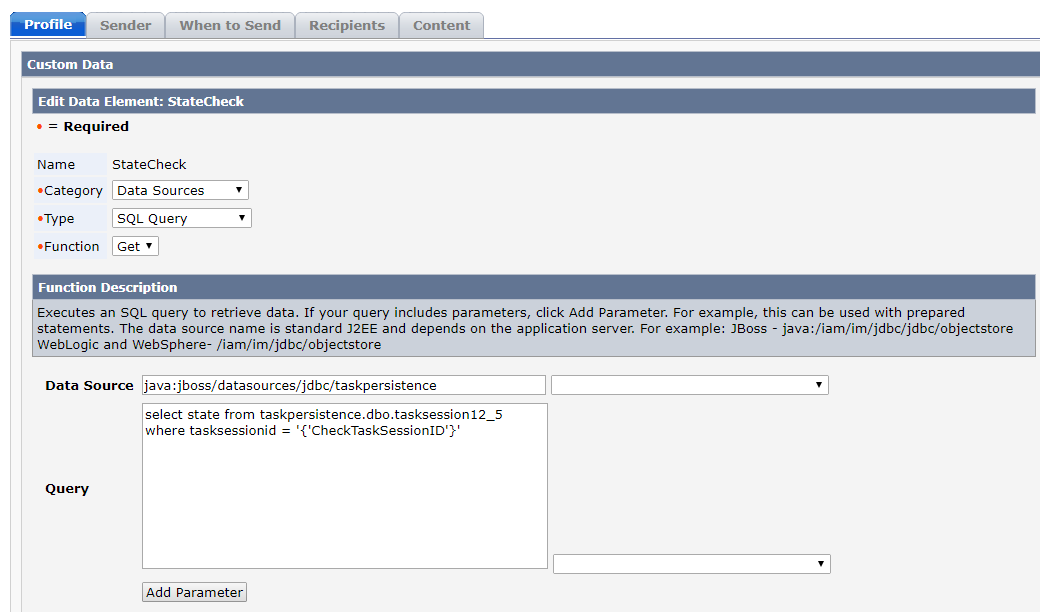 Profile Sender When to Send Recipients Content
Custom Data
Edit Data Element: StateCheck
• = Required
Name StateCheck
•Category Data Sources
•Type SQL Query
•Function Get
Function Description
Executes an SQL query to retrieve data. If your query includes parameters, click Add Parameter. For example, this can be used with prepared
statements. The data source name is standard J2EE and depends on the application server. For example: JBoss - java:/iam/im/jdbc/jdbc/objectstore
WebLogic and WebSphere- /iam/im/jdbc/objectstore
Data Source java:jboss/datasources/jdbc/taskpersistence
select state from taskpersistence.dbo.tasksession12_5
where tasksessionid = '{'CheckTaskSessionID'}'
Query
Add Parameter